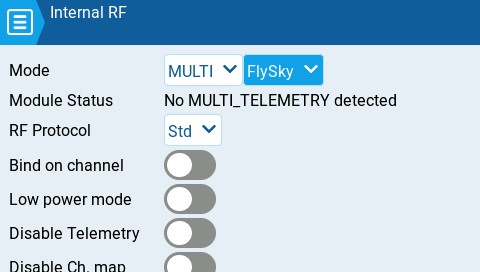 Internal RF
Mode MULTI FlySky
Module Status No MULTI_TELEMETRY detected
RF Protocol Std
Bind on channel
Low power mode
Disable Telemetry
Disable Ch. map